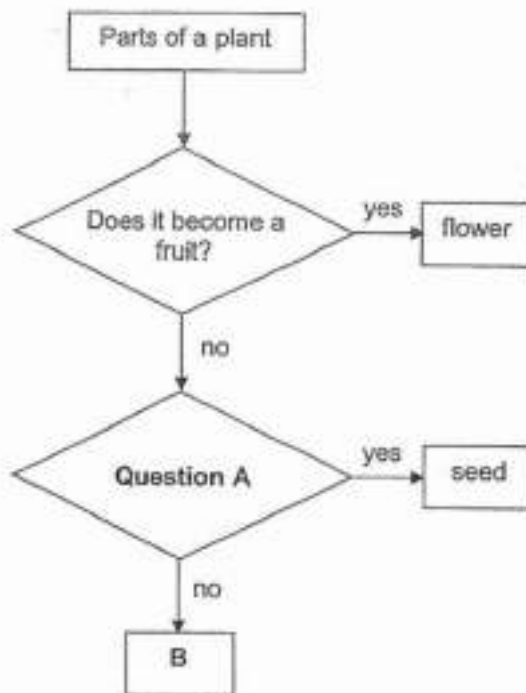 Parts of a plant
Does it become a
fruit?
yes
flower
no
Question A
yes
seed
no
B